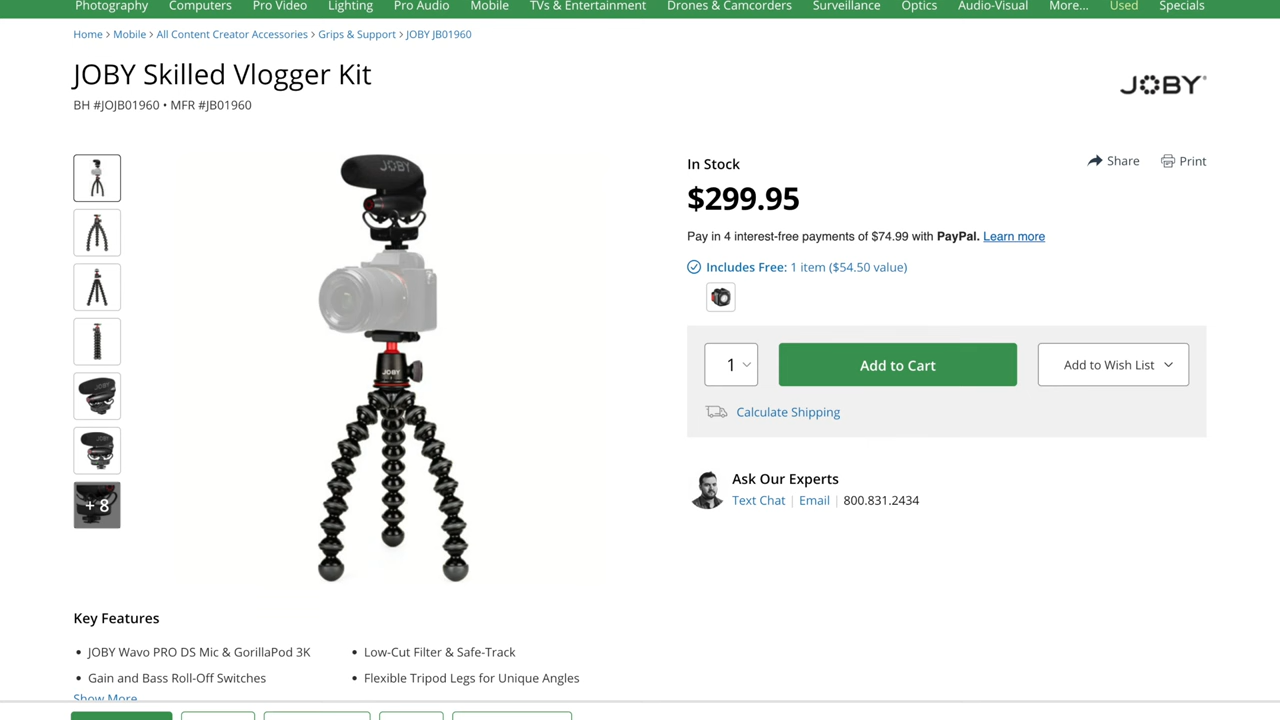 Photography Computers Pro Video Lighting Pro Audio Mobile TVs & Entertainment Drones & Camcorders Surveillance Optics Audio-Visual More... Used Specials
Home > Mobile > All Content Creator Accessories > Grips & Support > JOBY JB01960
JOBY Skilled Vlogger Kit
JOBY
BH #JOJB01960 • MFR #JB01960
In Stock
Share
Print
$299.95
Pay in 4 interest-free payments of $74.99 with PayPal. Learn more
Includes Free: 1 item ($54.50 value)
1
Add to Cart
Add to Wish List
Calculate Shipping
JOBY
JOBY
Ask Our Experts
Text Chat | Email | 800.831.2434
+ 8
Key Features
• JOBY Wavo PRO DS Mic & GorillaPod 3K
• Low-Cut Filter & Safe-Track
• Gain and Bass Roll-Off Switches
• Flexible Tripod Legs for Unique Angles
Show More